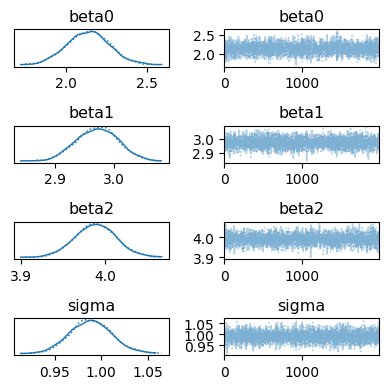 beta0 beta0
2.5
2.0
2.0 2.5 0 1000
beta1 beta1
3.0
2.9
2.9 3.0 0 1000
beta2 beta2
4.0
3.9
3.9 4.0 0 1000
sigma sigma
1.05
1.00
0.95
0.95 1.00 1.05 0 1000